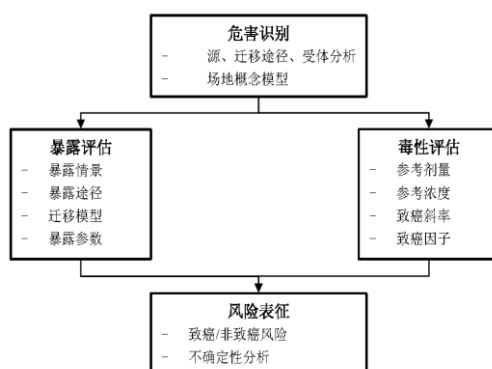 危害识别
- 源、迁移途径、受体分析
- 场地概念模型
暴露评估
- 暴露情景
- 暴露途径
- 迁移模型
- 暴露参数
毒性评估
- 参考剂量
- 参考浓度
- 致癌斜率
- 致癌因子
风险表征
- 致癌/非致癌风险
- 不确定性分析